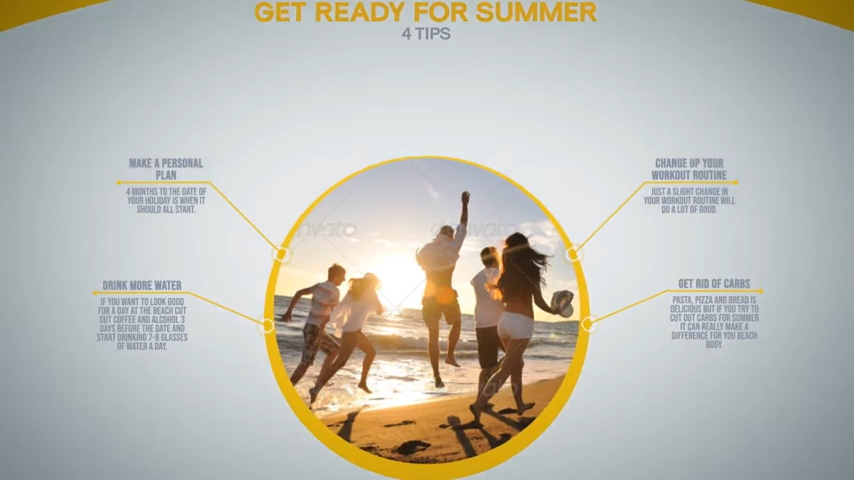 GET READY FOR SUMMER
4 TIPS
MAKE A PERSONAL
PLAN
4 MONTHS TO THE DATE OF
YOUR HOLIDAY IS WHEN IT
SHOULD ALL START.
CHANGE UP YOUR
WORKOUT ROUTINE
JUST A SLIGHT CHANGE IN
YOUR WORKOUT ROUTINE WILL
DO A LOT OF GOOD.
DRINK MORE WATER
IF YOU WANT TO LOOK GOOD
FOR A DAY AT THE BEACH CUT
OUT COFFEE AND ALCOHOL 3
DAYS BEFORE THE DATE AND
START DRINKING 7-8 GLASSES
OF WATER A DAY.
GET RID OF CARBS
PASTA, PIZZA AND BREAD IS
DELICIOUS BUT IF YOU TRY TO
CUT OUT CARBS FOR SUMMER
IT CAN REALLY MAKE A
DIFFERENCE FOR YOU BEACH
BODY.